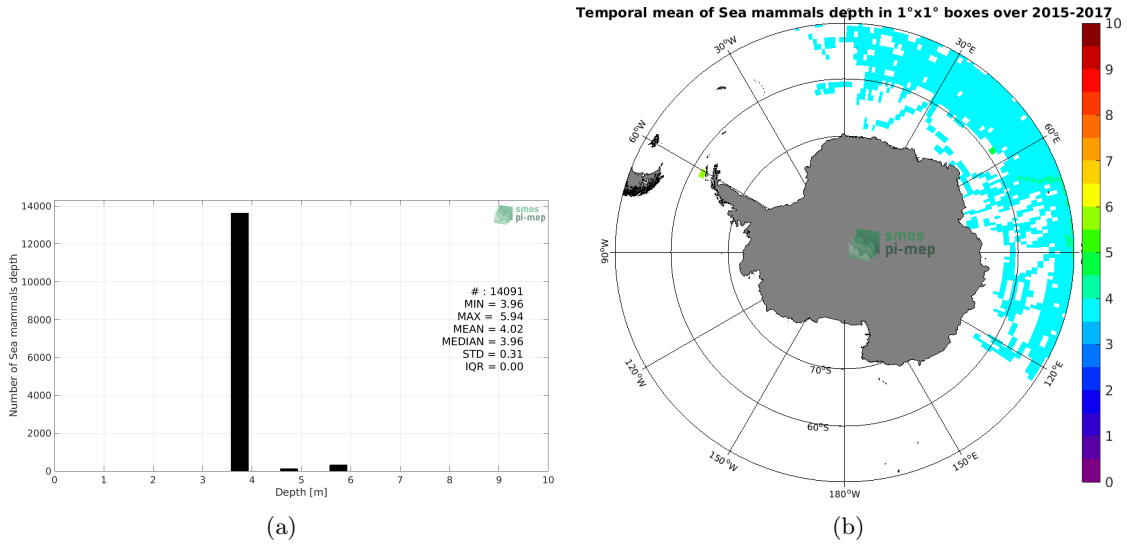 Temporal mean of Sea mammals depth in 1°x1° boxes over 2015-2017
14000
12000
10000
8000
6000
4000
2000
0
Number of Sea mammals depth
0 1 2 3 4 5 6 7 8 9 10
Depth [m]
smos
pi-mep
# : 14091
MIN = 3.96
MAX = 5.94
MEAN = 4.02
MEDIAN = 3.96
STD = 0.31
IQR = 0.00
(a)
30°W
30°E
60°W
60°E
90°W
120°W
120°E
150°W
150°E
180°W
70°S
60°S
smos
pi-mep
10
9
8
7
6
5
4
3
2
1
0
(b)